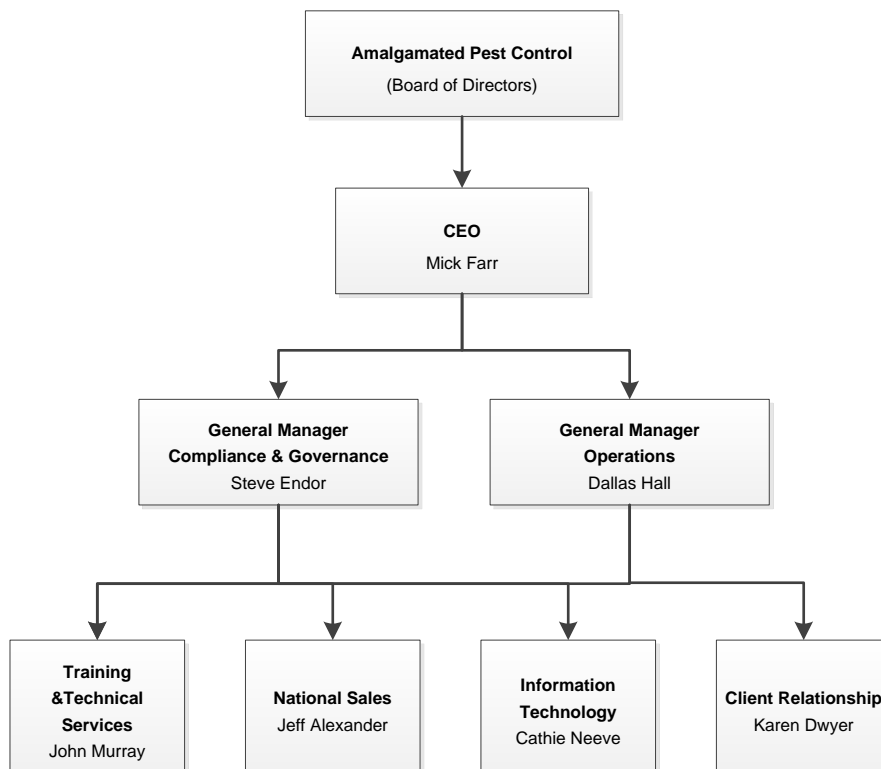 Amalgamated Pest Control
(Board of Directors)
CEO
Mick Farr
General Manager
Compliance & Governance
Steve Endor
General Manager
Operations
Dallas Hall
Training
&Technical
Services
John Murray
National Sales
Jeff Alexander
Information
Technology
Cathie Neeve
Client Relationship
Karen Dwyer